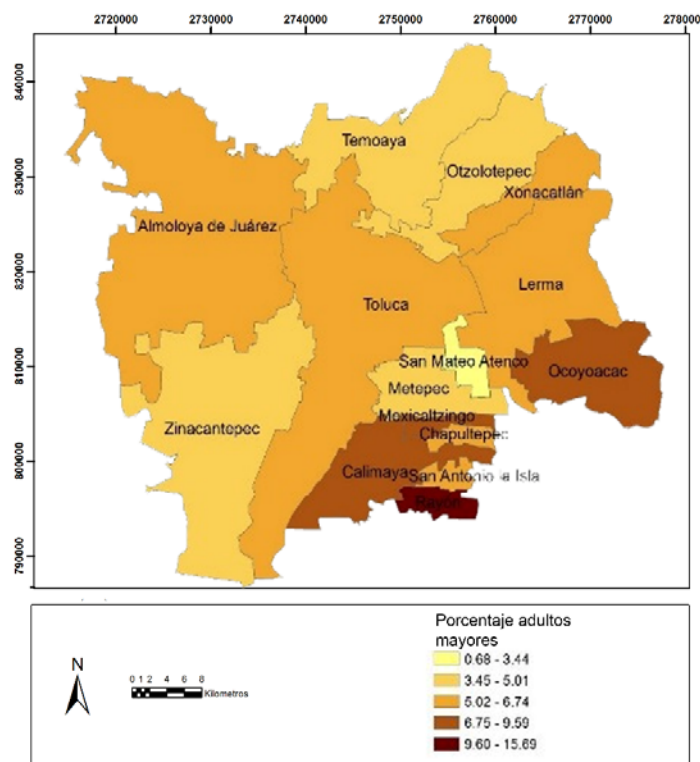 2720000 2730000 2740000 2750000 2760000 2770000 2780000
840000
830000
820000
810000
800000
790000
Temoaya
Otzolotepec
Xonacatlán
Almoloya de Juárez
Lerma
Toluca
San Mateo Atenco
Ocoyoacac
Metepec
Mexicaltzingo
Zinacantepec
Chapultepec
Calimaya
San Antonio la Isla
Rayón
Porcentaje adultos
mayores
0.68 - 3.44
3.45 - 5.01
5.02 - 6.74
6.75 - 9.59
9.60 - 15.69
N
0 1 2 4 6 8
Kilometros